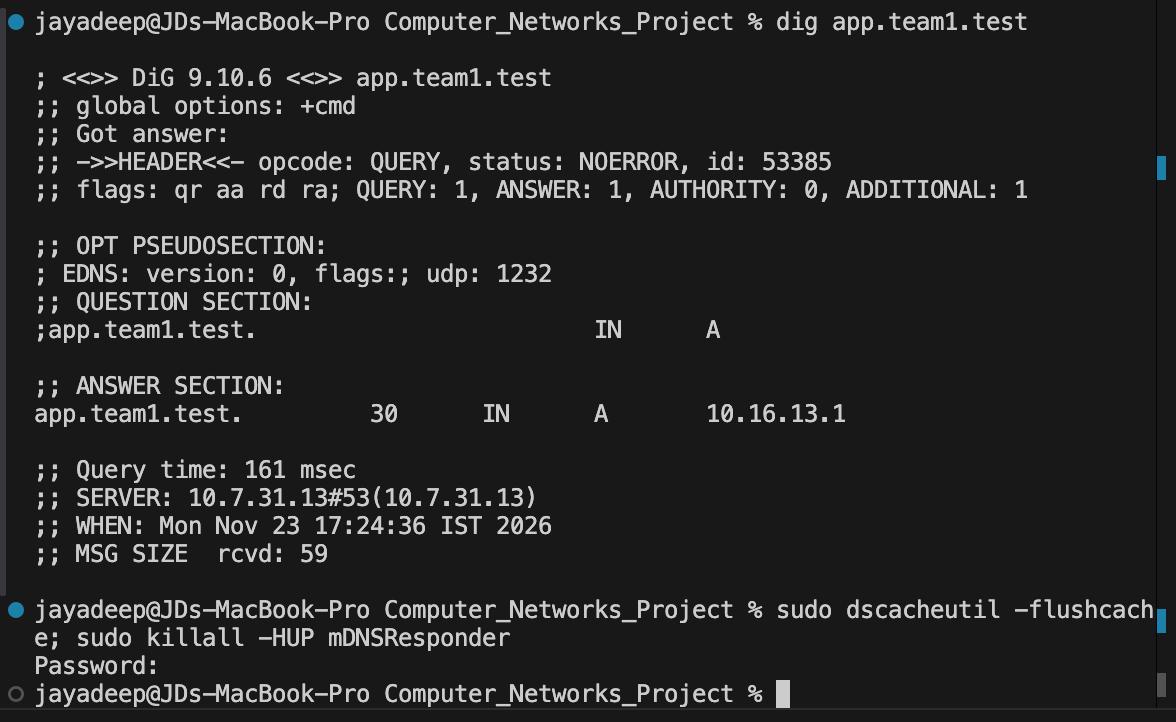 jayadeep@JDs-MacBook-Pro Computer_Networks_Project % dig app.team1.test
; <<>> DiG 9.10.6 <<>> app.team1.test
;; global options: +cmd
;; Got answer:
;; ->>HEADER<<- opcode: QUERY, status: NOERROR, id: 53385
;; flags: qr aa rd ra; QUERY: 1, ANSWER: 1, AUTHORITY: 0, ADDITIONAL: 1
;; OPT PSEUDOSECTION:
; EDNS: version: 0, flags:; udp: 1232
;; QUESTION SECTION:
;app.team1.test. IN A
;; ANSWER SECTION:
app.team1.test. 30 IN A 10.16.13.1
;; Query time: 161 msec
;; SERVER: 10.7.31.13#53(10.7.31.13)
;; WHEN: Mon Nov 23 17:24:36 IST 2026
;; MSG SIZE rcvd: 59
jayadeep@JDs-MacBook-Pro Computer_Networks_Project % sudo dscacheutil -flushcach
e; sudo killall -HUP mDNSResponder
Password:
jayadeep@JDs-MacBook-Pro Computer_Networks_Project %